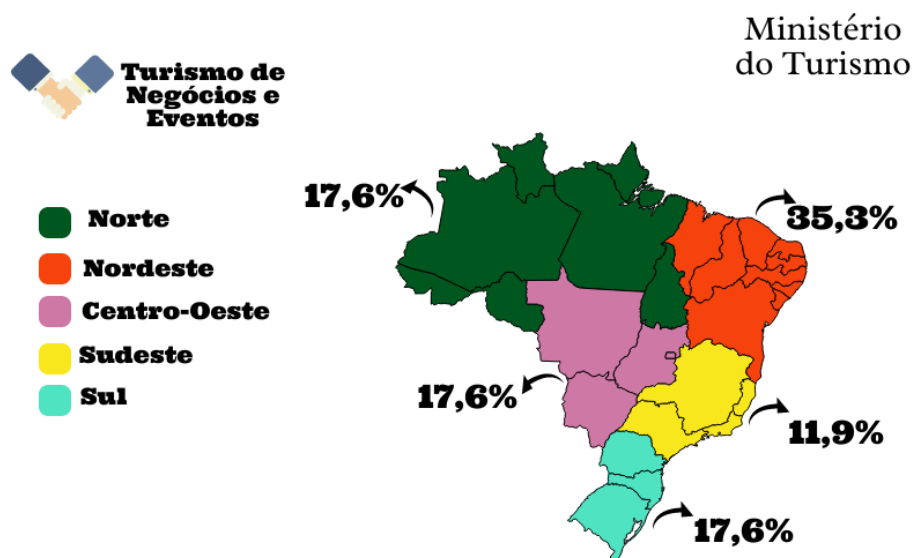 Ministério
do Turismo
Turismo de
Negócios e
Eventos
Norte
Nordeste
Centro-Oeste
Sudeste
Sul
17,6%
35,3%
17,6%
11,9%
17,6%